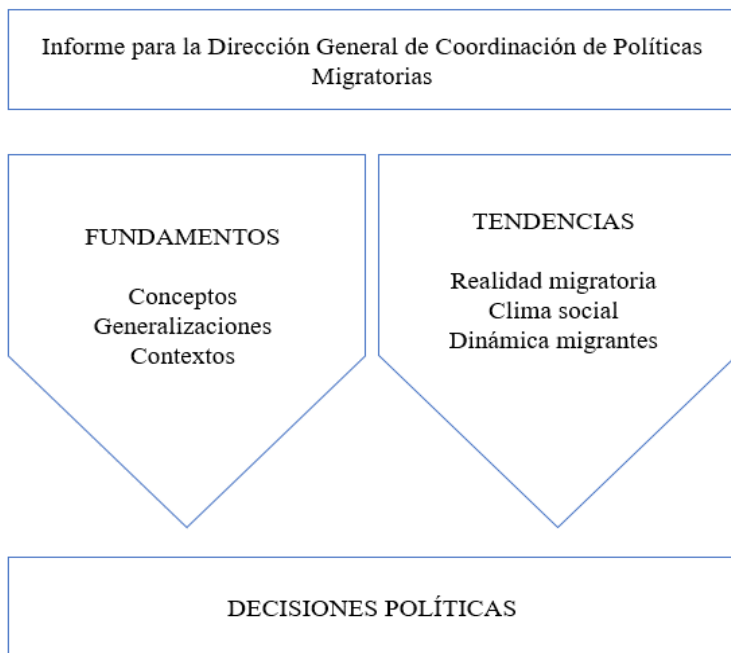 Informe para la Dirección General de Coordinación de Políticas
Migratorias
FUNDAMENTOS
Conceptos
Generalizaciones
Contextos
TENDENCIAS
Realidad migratoria
Clima social
Dinámica migrantes
DECISIONES POLÍTICAS